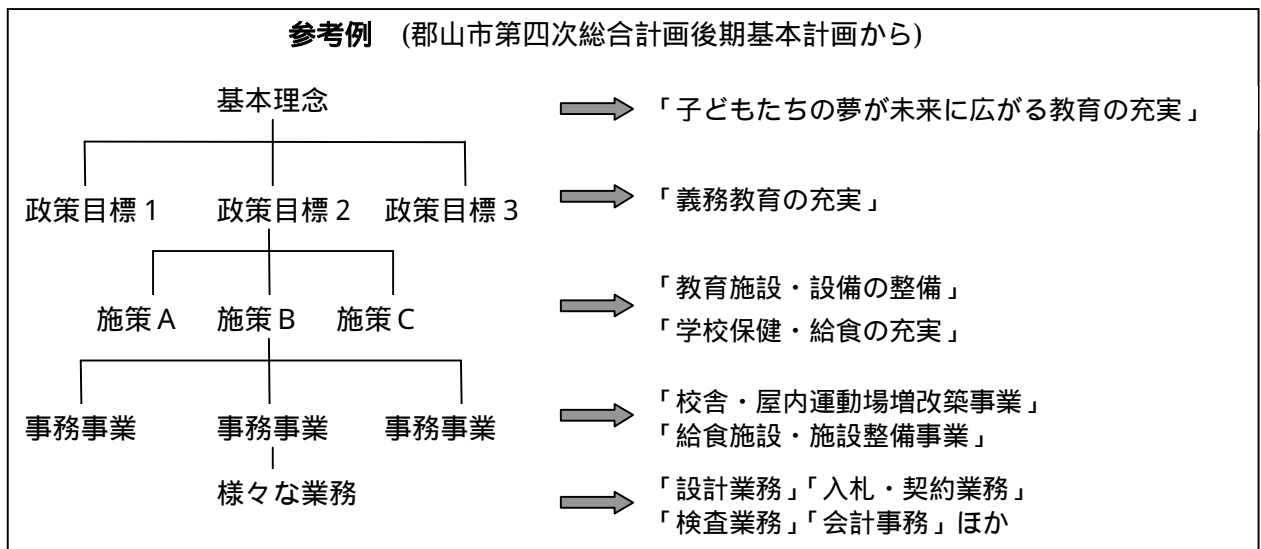 参考例 (郡山市第四次総合計画後期基本計画から)
基本理念
「子どもたちの夢が未来に広がる教育の充実」
政策目標1 政策目標2 政策目標3
「義務教育の充実」
施策A 施策B 施策C
「教育施設・設備の整備」
「学校保健・給食の充実」
事務事業 事務事業 事務事業
「校舎・屋内運動場増改築事業」
「給食施設・施設整備事業」
様々な業務
「設計業務」「入札・契約業務」
「検査業務」「会計事務」ほか